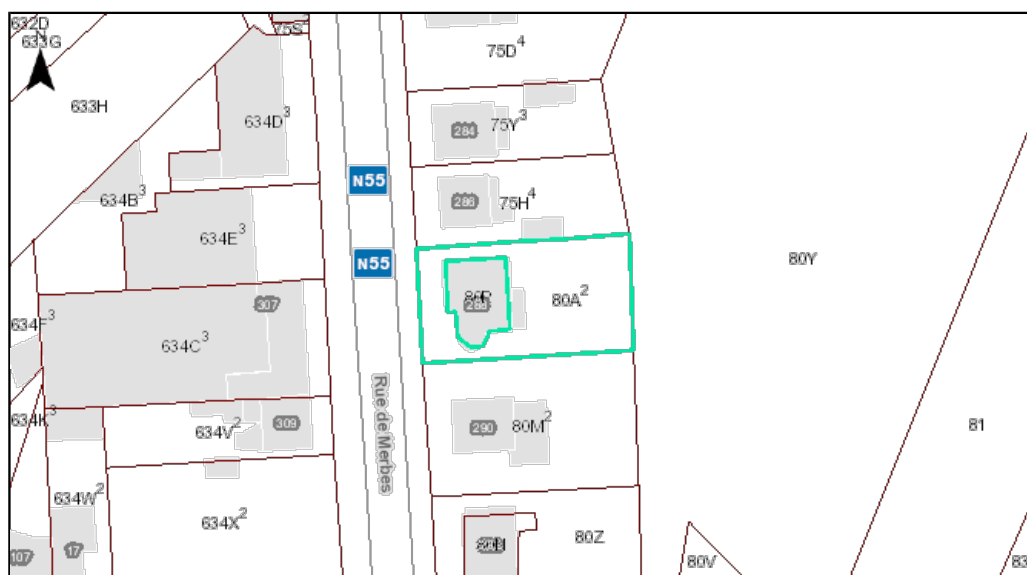 632D
75S²
633G
N
75D⁴
633H
634D³
284
75Y³
N55
634B³
286
75H⁴
634E³
N55
80Y
307
80A²
634F³
634C³
Rue de Merbes
634K³
634V²
309
290
80M²
81
634W²
634X²
80Z
17
107
80V
83